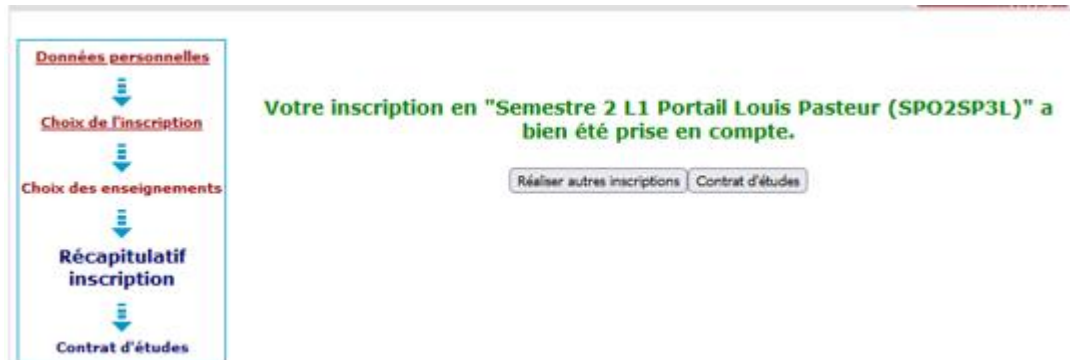 Données personnelles
Choix de l'inscription
Choix des enseignements
Récapitulatif
inscription
Contrat d'études
Votre inscription en "Semestre 2 L1 Portail Louis Pasteur (SPO2SP3L)" a
bien été prise en compte.
Réaliser autres inscriptions Contrat d'études